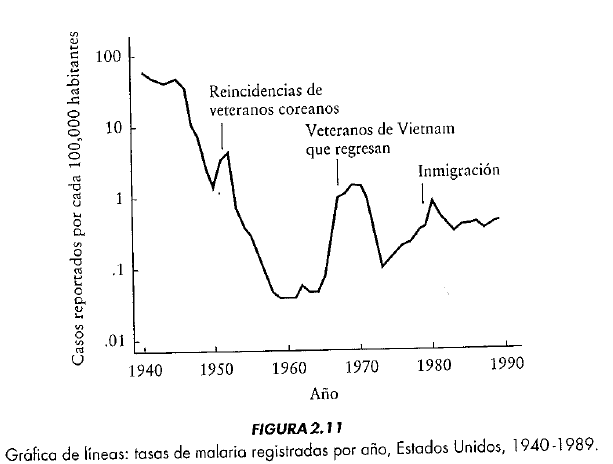 Casos reportados por cada 100,000 habitantes
100
10
1
.1
.01
Reincidencias de
veteranos coreanos
Veteranos de Vietnam
que regresan
Inmigración
1940 1950 1960 1970 1980 1990
Año
FIGURA 2.11
Gráfica de líneas: tasas de malaria registradas por año, Estados Unidos, 1940-1989.